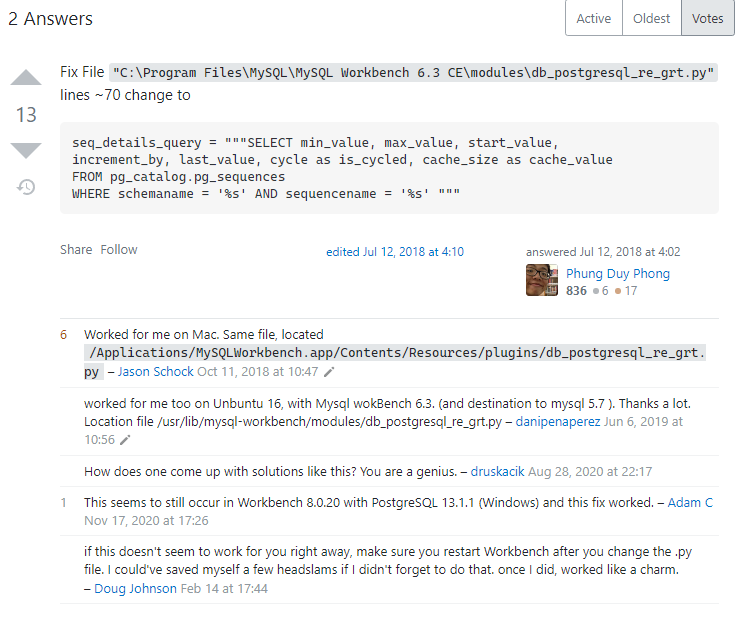 2 Answers
Active Oldest Votes
Fix File "C:\Program Files\MySQL\MySQL Workbench 6.3 CE\modules\db_postgresql_re_grt.py"
lines ~70 change to
13
seq_details_query = """SELECT min_value, max_value, start_value,
increment_by, last_value, cycle as is_cycled, cache_size as cache_value
FROM pg_catalog.pg_sequences
WHERE schemaname = '%s' AND sequencename = '%s' """
Share Follow
edited Jul 12, 2018 at 4:10
answered Jul 12, 2018 at 4:02
Phung Duy Phong
836 6 17
6 Worked for me on Mac. Same file, located
/Applications/MySQLWorkbench.app/Contents/Resources/plugins/db_postgresql_re_grt.
py – Jason Schock Oct 11, 2018 at 10:47
worked for me too on Unbuntu 16, with Mysql wokBench 6.3. (and destination to mysql 5.7 ). Thanks a lot.
Location file /usr/lib/mysql-workbench/modules/db_postgresql_re_grt.py – danipenaperez Jun 6, 2019 at
10:56
How does one come up with solutions like this? You are a genius. – druskacik Aug 28, 2020 at 22:17
1 This seems to still occur in Workbench 8.0.20 with PostgreSQL 13.1.1 (Windows) and this fix worked. – Adam C
Nov 17, 2020 at 17:26
if this doesn't seem to work for you right away, make sure you restart Workbench after you change the .py
file. I could've saved myself a few headslams if I didn't forget to do that. once I did, worked like a charm.
– Doug Johnson Feb 14 at 17:44